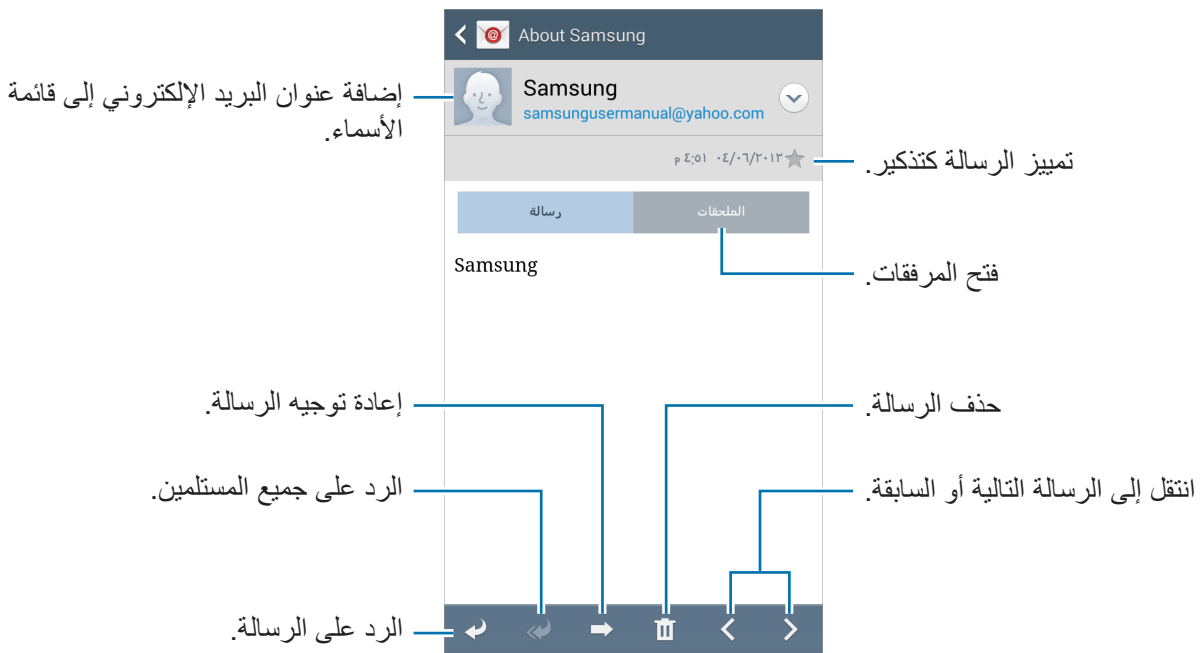 About Samsung
Samsung
samsungusermanual@yahoo.com
إضافة عنوان البريد الإلكتروني إلى قائمة
الأسماء.
٠٤/٠٦/٢٠١٣ ٤:٥١ م
تمييز الرسالة كتذكير.
رسالة
الملحقات
Samsung
فتح المرفقات.
إعادة توجيه الرسالة.
حذف الرسالة.
الرد على جميع المستلمين.
انتقل إلى الرسالة التالية أو السابقة.
الرد على الرسالة.